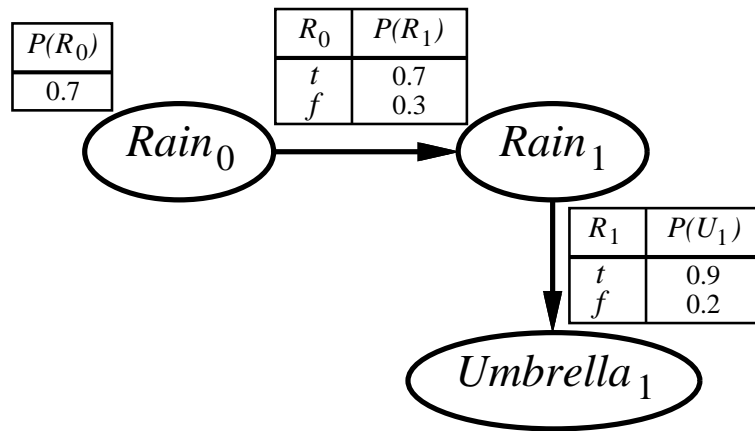 P(R0)
0.7
R0 P(R1)
t 0.7
f 0.3
Rain0
Rain1
R1 P(U1)
t 0.9
f 0.2
Umbrella1